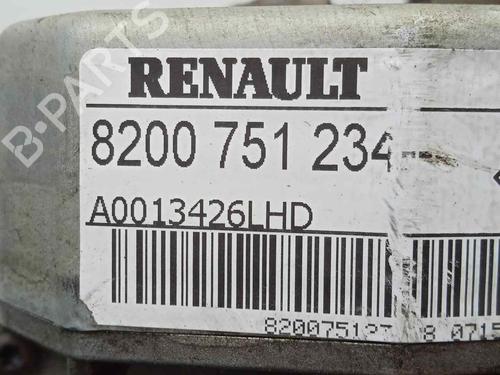 RENAULT
8200 751 234
A0013426LHD
B-PARTS